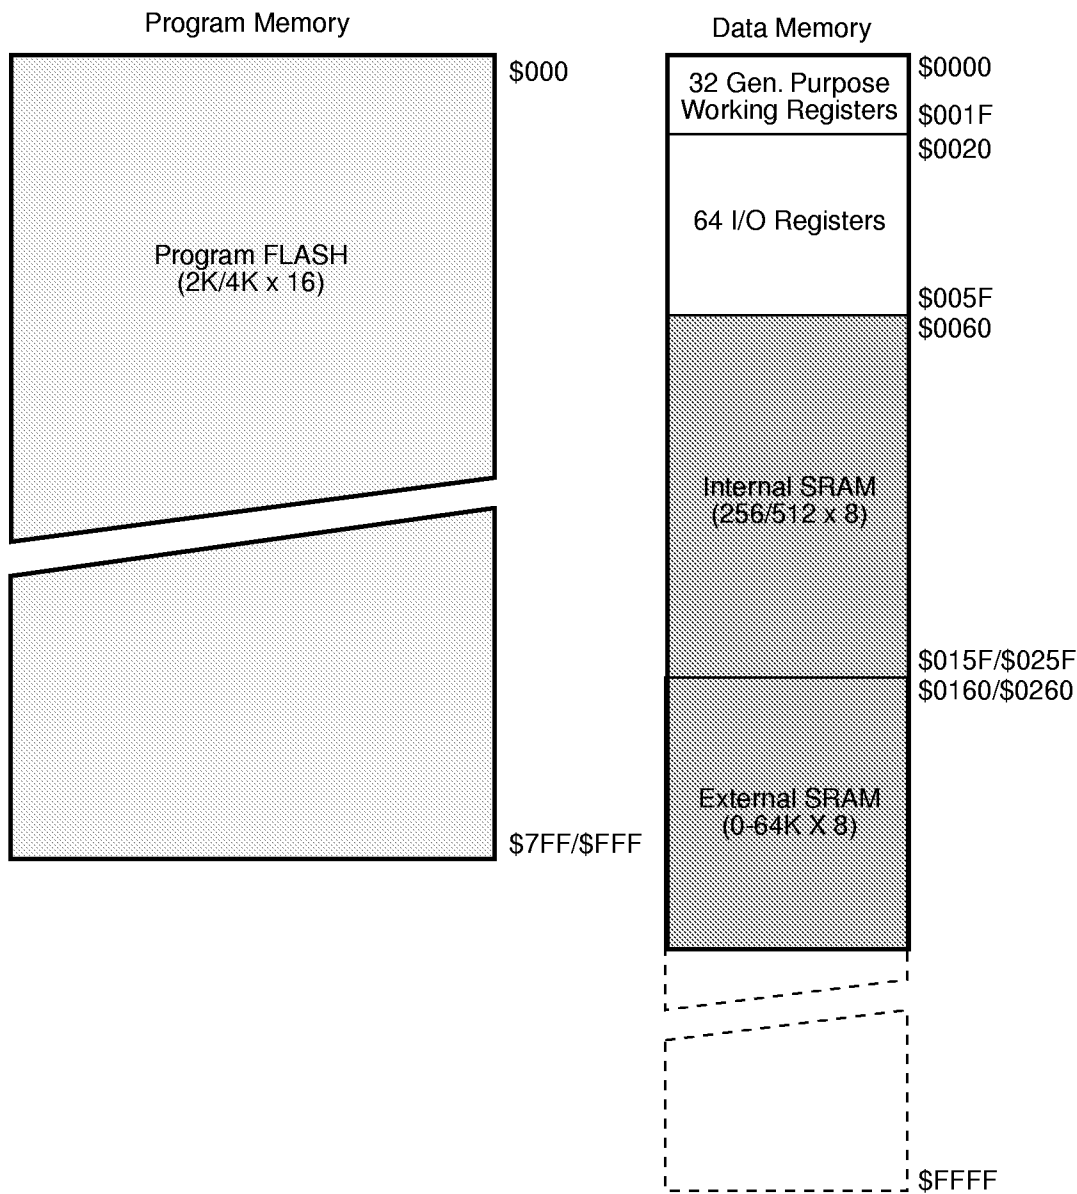 Program Memory
$000
Program FLASH
(2K/4K x 16)
$7FF/$FFF
Data Memory
32 Gen. Purpose
Working Registers
$0000
$001F
$0020
64 I/O Registers
$005F
$0060
Internal SRAM
(256/512 x 8)
$015F/$025F
$0160/$0260
External SRAM
(0-64K X 8)
$FFFF